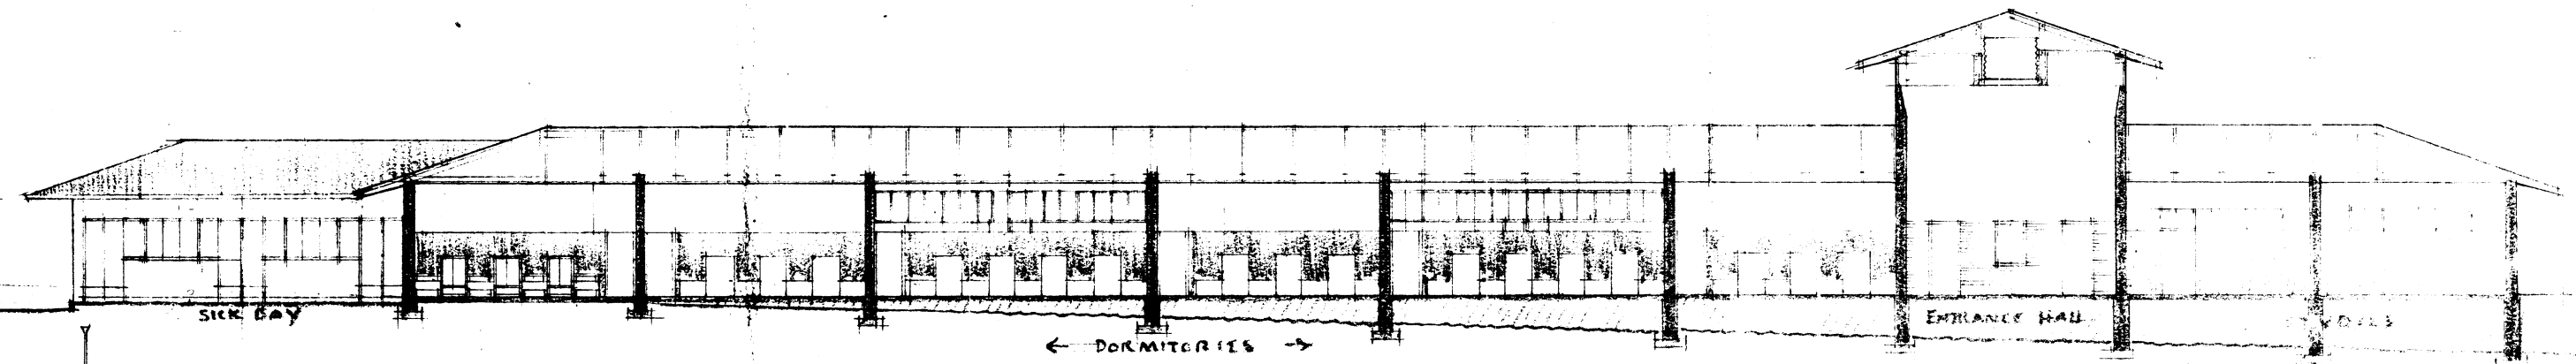 SICK BAY
← DORMITORIES →
ENTRANCE HALL